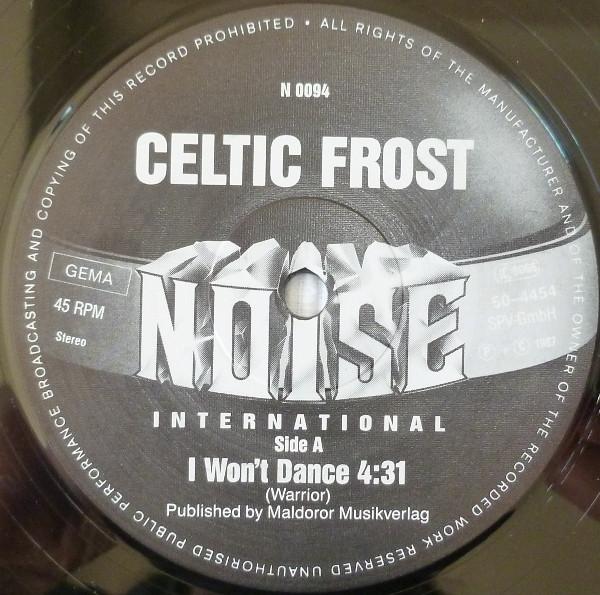 ALL RIGHTS OF THE MANUFACTURER AND OF THE OWNER OF THE RECORDED WORK RESERVED UNAUTHORISED PUBLIC PERFORMANCE BROADCASTING AND COPYING OF THIS RECORD PROHIBITED •
N 0094
CELTIC FROST
GEMA
45 RPM
Stereo
NOISE
50-4454
SPV GmbH
Ⓟ - © 1987
INTERNATIONAL
Side A
I Won't Dance 4:31
(Warrior)
Published by Maldoror Musikverlag